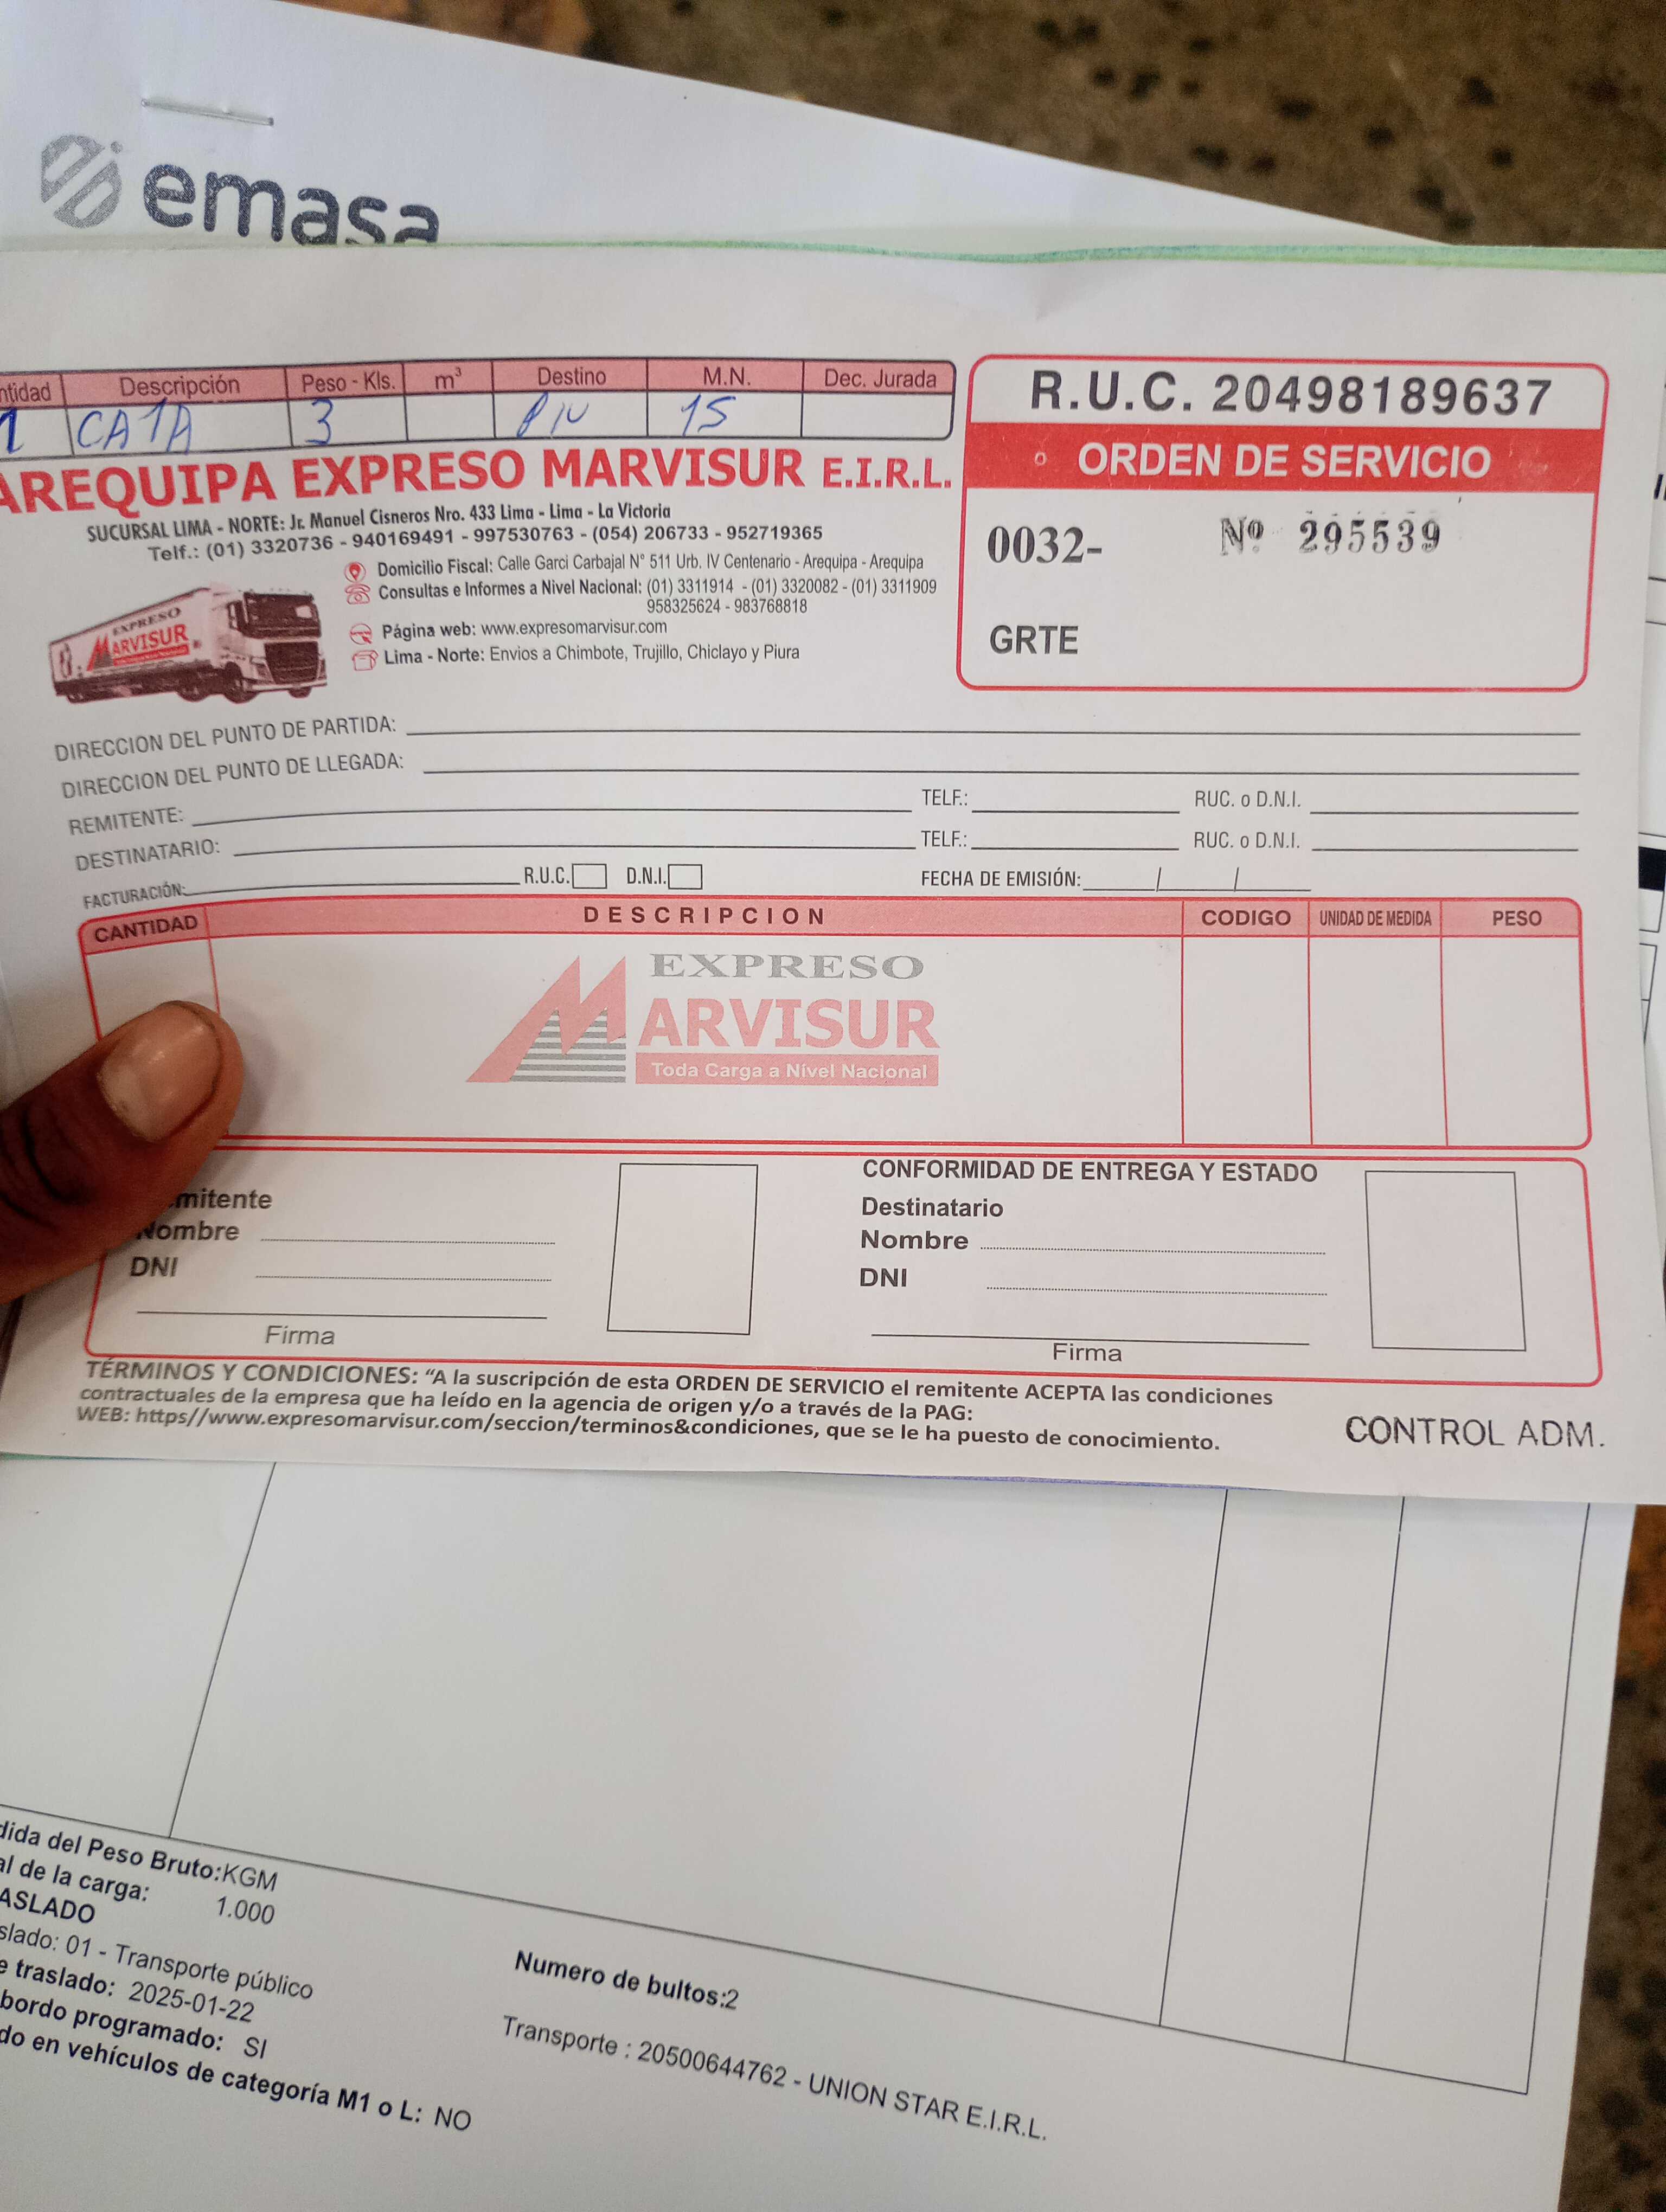 emasa
ntidad Descripción Peso - Kls. m³ Destino M.N. Dec. Jurada
1 CAJA 3 PIU 15
AREQUIPA EXPRESO MARVISUR E.I.R.L.
SUCURSAL LIMA - NORTE: Jr. Manuel Cisneros Nro. 433 Lima - Lima - La Victoria
Telf.: (01) 3320736 - 940169491 - 997530763 - (054) 206733 - 952719365
Domicilio Fiscal: Calle Garci Carbajal N° 511 Urb. IV Centenario - Arequipa - Arequipa
Consultas e Informes a Nivel Nacional: (01) 3311914 - (01) 3320082 - (01) 3311909
958325624 - 983768818
Página web: www.expresomarvisur.com
Lima - Norte: Envios a Chimbote, Trujillo, Chiclayo y Piura
EXPRESO
MARVISUR
R.U.C. 20498189637
ORDEN DE SERVICIO
0032- Nº 295539
GRTE
DIRECCION DEL PUNTO DE PARTIDA:
DIRECCION DEL PUNTO DE LLEGADA:
REMITENTE: TELF.: RUC. o D.N.I.
DESTINATARIO: TELF.: RUC. o D.N.I.
FACTURACIÓN: R.U.C. D.N.I. FECHA DE EMISIÓN: / /
CANTIDAD DESCRIPCION CODIGO UNIDAD DE MEDIDA PESO
EXPRESO
MARVISUR
Toda Carga a Nível Nacional
mitente
Nombre
DNI
Firma
CONFORMIDAD DE ENTREGA Y ESTADO
Destinatario
Nombre
DNI
Firma
TÉRMINOS Y CONDICIONES: “A la suscripción de esta ORDEN DE SERVICIO el remitente ACEPTA las condiciones
contractuales de la empresa que ha leído en la agencia de origen y/o a través de la PAG:
WEB: https//www.expresomarvisur.com/seccion/terminos&condiciones, que se le ha puesto de conocimiento.
CONTROL ADM.
dida del Peso Bruto:KGM
al de la carga: 1.000
ASLADO
slado: 01 - Transporte público
e traslado: 2025-01-22
bordo programado: SI
do en vehículos de categoría M1 o L: NO
Numero de bultos:2
Transporte : 20500644762 - UNION STAR E.I.R.L.